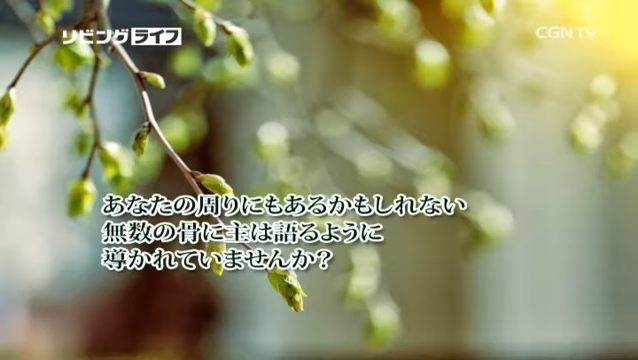 リビングライフ
CGNTV
あなたの周りにもあるかもしれない
無数の骨に主は語るように
導かれていませんか？